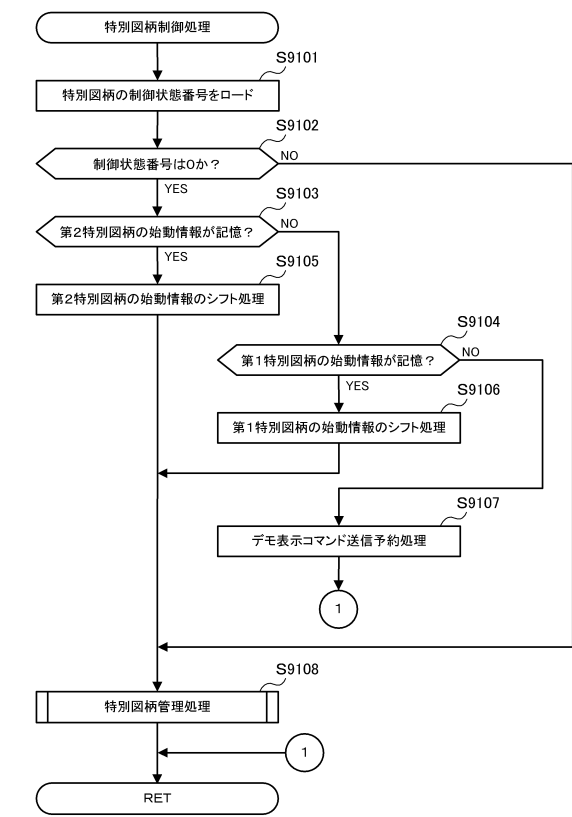 特別図柄制御処理
S9101
特別図柄の制御状態番号をロード
S9102
制御状態番号は0か？
NO
YES
S9103
第２特別図柄の始動情報が記憶？
NO
YES
S9105
第２特別図柄の始動情報のシフト処理
S9104
第１特別図柄の始動情報が記憶？
NO
YES
S9106
第１特別図柄の始動情報のシフト処理
S9107
デモ表示コマンド送信予約処理
1
S9108
特別図柄管理処理
1
RET